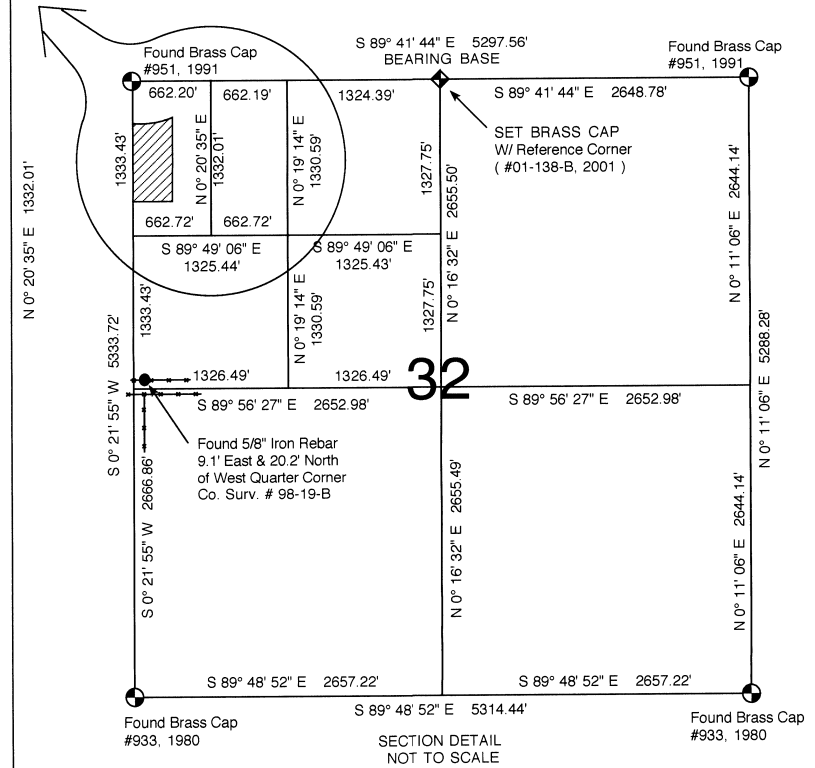 S 89° 41' 44" E 5297.56'
BEARING BASE
Found Brass Cap
#951, 1991
Found Brass Cap
#951, 1991
662.20'
662.19'
1324.39'
S 89° 41' 44" E 2648.78'
SET BRASS CAP
W/ Reference Corner
( #01-138-B, 2001 )
N 0° 20' 35" E 1332.01'
1333.43'
N 0° 20' 35" E
1332.01'
N 0° 19' 14" E
1330.59'
1327.75'
N 0° 16' 32" E 2655.50'
N 0° 11' 06" E 2644.14'
662.72'
662.72'
S 89° 49' 06" E
1325.44'
S 89° 49' 06" E
1325.43'
1333.43'
N 0° 19' 14" E
1330.59'
1327.75'
S 0° 21' 55" W 5333.72'
N 0° 11' 06" E 5288.28'
1326.49'
1326.49'
32
S 89° 56' 27" E 2652.98'
S 89° 56' 27" E 2652.98'
Found 5/8" Iron Rebar
9.1' East & 20.2' North
of West Quarter Corner
Co. Surv. # 98-19-B
S 0° 21' 55" W 2666.86'
N 0° 16' 32" E 2655.49'
N 0° 11' 06" E 2644.14'
S 89° 48' 52" E 2657.22'
S 89° 48' 52" E 2657.22'
S 89° 48' 52" E 5314.44'
Found Brass Cap
#933, 1980
Found Brass Cap
#933, 1980
SECTION DETAIL
NOT TO SCALE